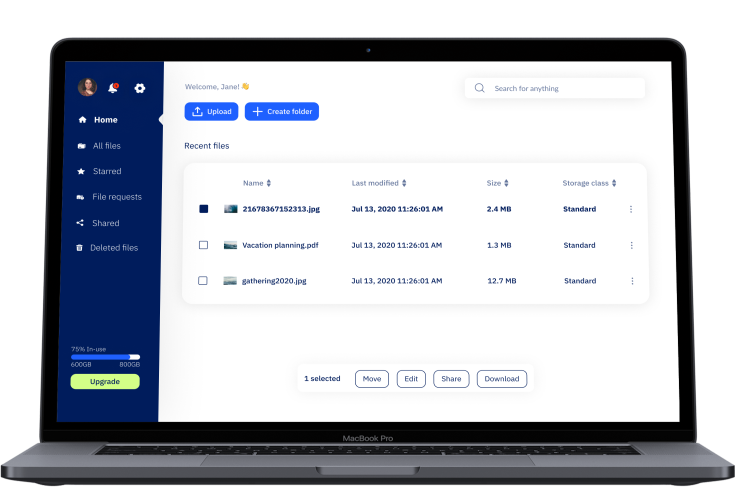 Home
All files
Starred
File requests
Shared
Deleted files
75% In-use
600GB 800GB
Upgrade
Welcome, Jane! 👋
Search for anything
Upload
Create folder
Recent files
Name Last modified Size Storage class
21678367152313.jpg Jul 13, 2020 11:26:01 AM 2.4 MB Standard
Vacation planning.pdf Jul 13, 2020 11:26:01 AM 1.3 MB Standard
gathering2020.jpg Jul 13, 2020 11:26:01 AM 12.7 MB Standard
1 selected Move Edit Share Download
MacBook Pro